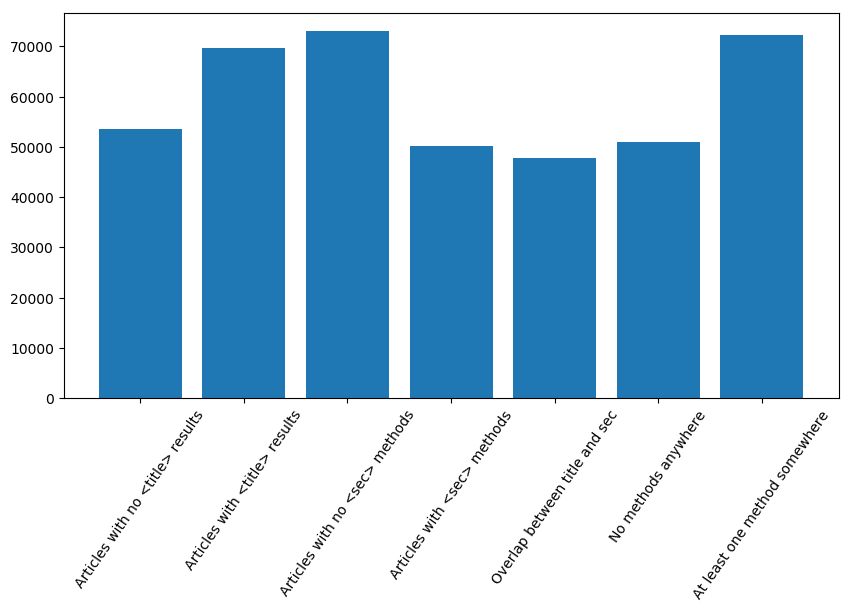 70000
60000
50000
40000
30000
20000
10000
0
Articles with no <title> results
Articles with <title> results
Articles with no <sec> methods
Articles with <sec> methods
Overlap between title and sec
No methods anywhere
At least one method somewhere